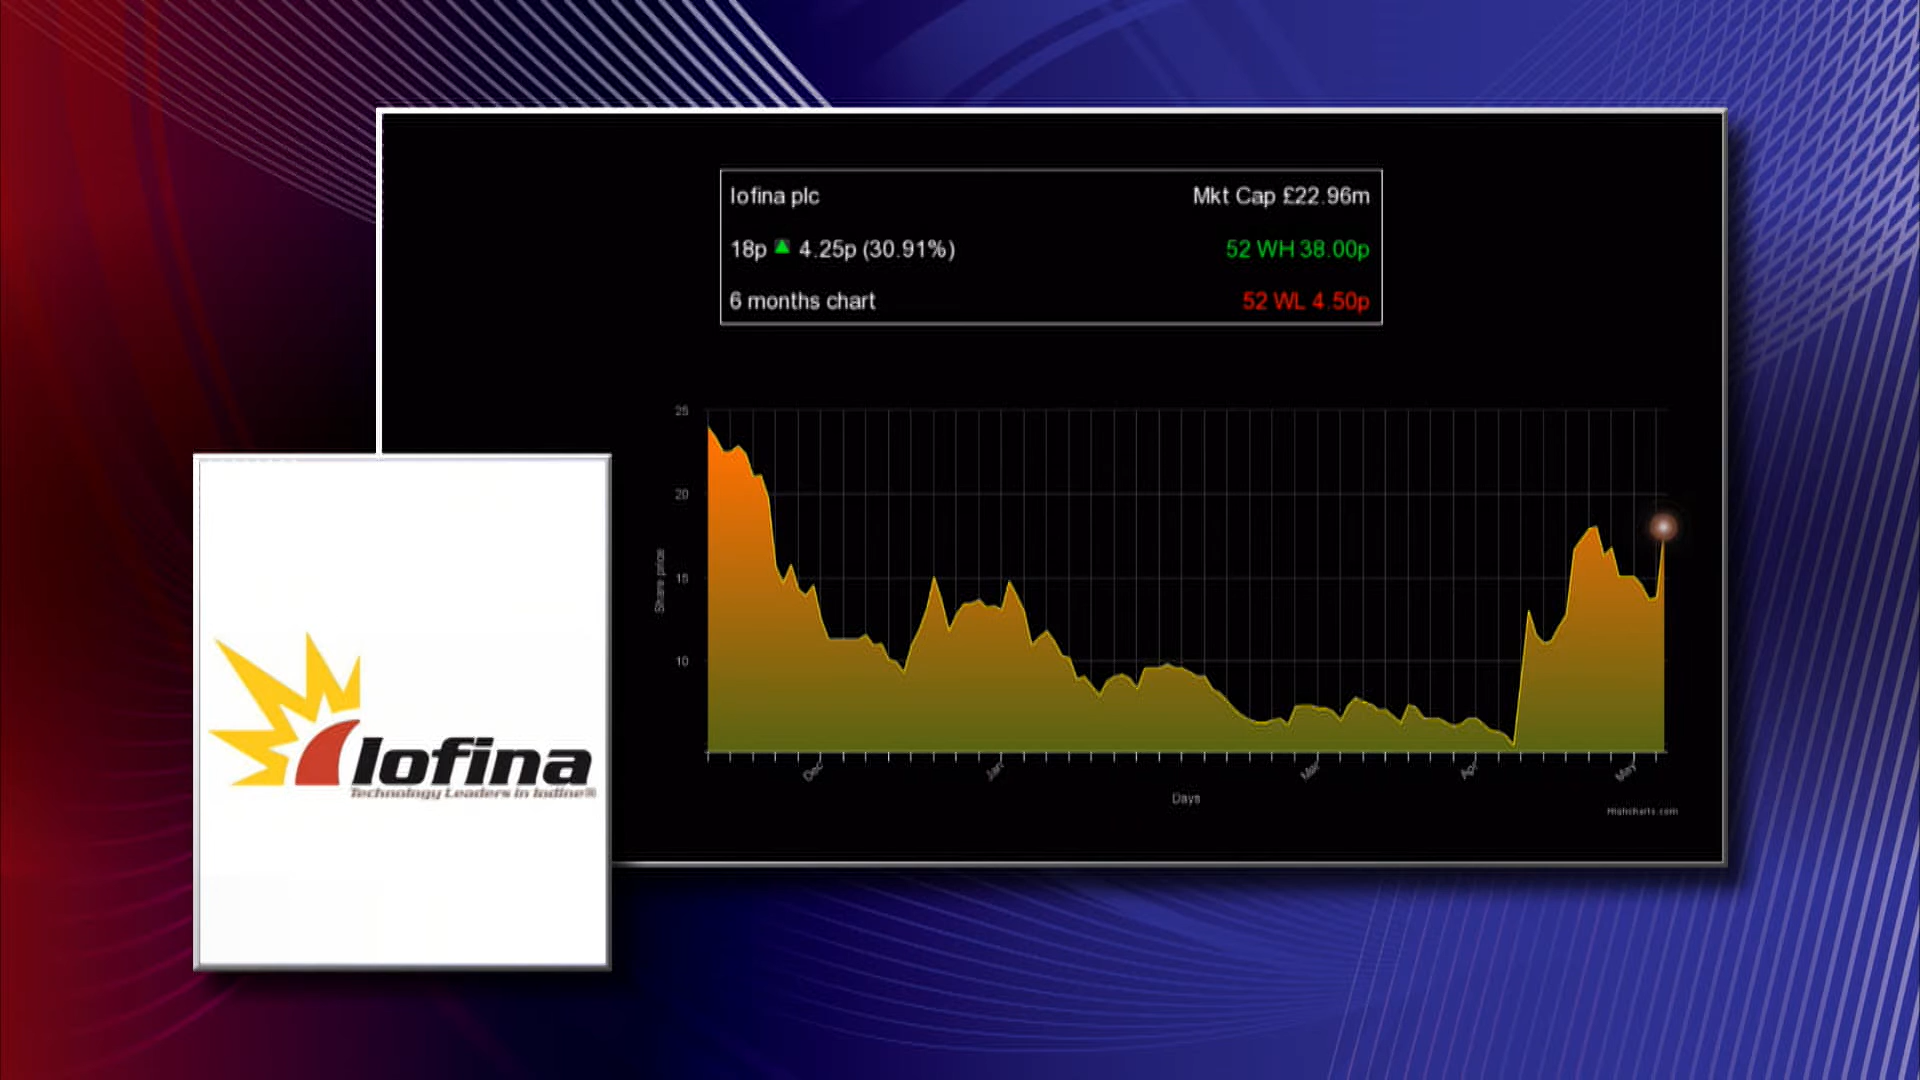 Iofina plc
Mkt Cap £22.96m
18p 4.25p (30.91%)
52 WH 38.00p
6 months chart
52 WL 4.50p
25
20
15
10
Share price
Dec
Jan
Mar
Apr
May
Days
Highcharts.com
Iofina
Technology Leaders in Iodine®